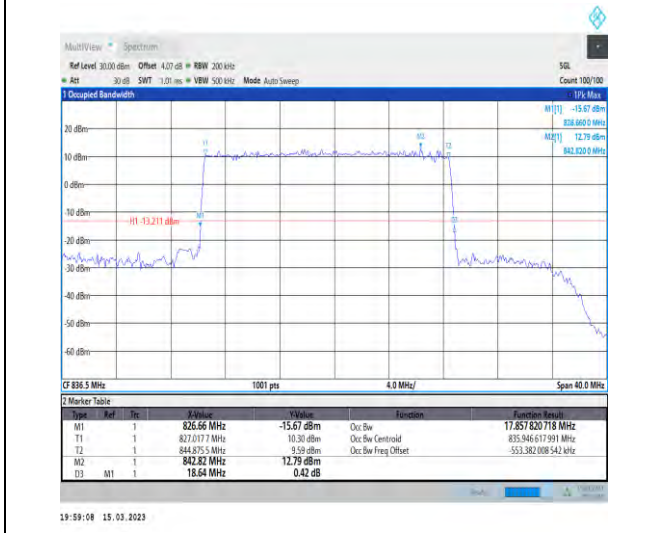 MultiView Spectrum
Ref Level 30.00 dBm Offset 4.07 dB RBW 200 kHz SGL
Att 30 dB SWT 1.01 ms VBW 500 kHz Mode Auto Sweep Count 100/100
1 Occupied Bandwidth 1Pk Max
M1[1] -15.67 dBm
826.660 0 MHz
M2[1] 12.79 dBm
842.820 0 MHz
20 dBm
T1 M2 T2
10 dBm
0 dBm
-10 dBm
M1 D3
H1 -13.211 dBm
-20 dBm
-30 dBm
-40 dBm
-50 dBm
-60 dBm
CF 836.5 MHz 1001 pts 4.0 MHz/ Span 40.0 MHz
2 Marker Table
Type Ref Trc X-Value Y-Value Function Function Result
M1 1 826.66 MHz -15.67 dBm Occ Bw 17.857 820 718 MHz
T1 1 827.017 7 MHz 10.30 dBm Occ Bw Centroid 835.946 617 991 MHz
T2 1 844.875 5 MHz 9.59 dBm Occ Bw Freq Offset -553.382 008 542 kHz
M2 1 842.82 MHz 12.79 dBm
D3 M1 1 18.64 MHz 0.42 dB
19:59:08 15.03.2023